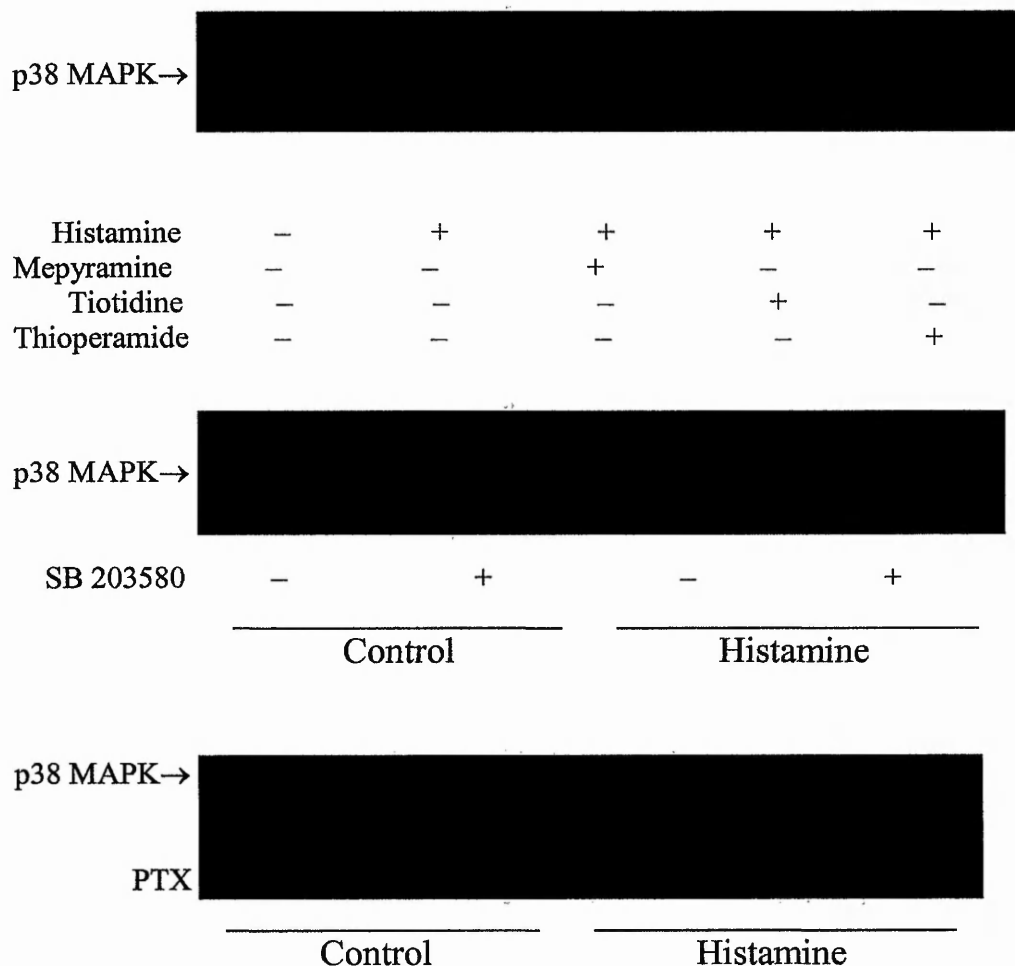 p38 MAPK→
Histamine – + + + +
Mepyramine – – + – –
Tiotidine – – – + –
Thioperamide – – – – +
p38 MAPK→
SB 203580 – + – +
Control Histamine
p38 MAPK→
PTX
Control Histamine